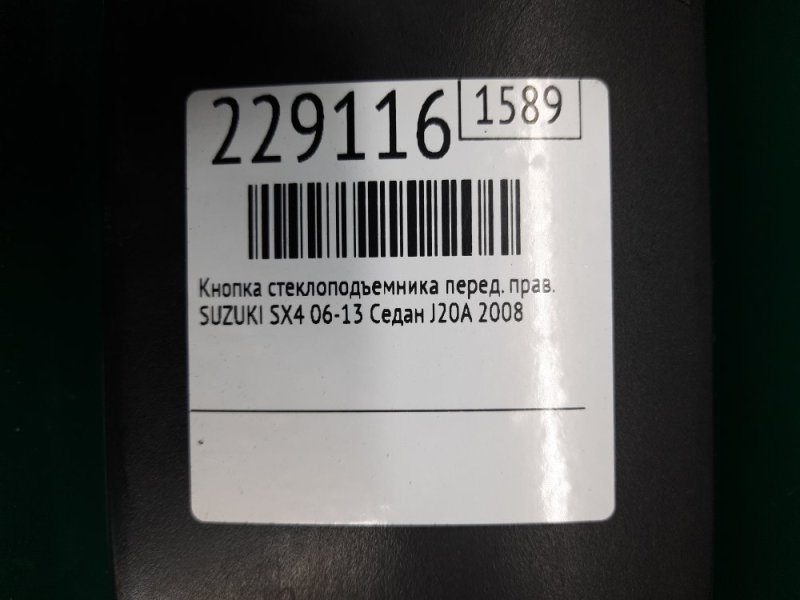 229116
1589
Кнопка стеклоподъемника перед. прав.
SUZUKI SX4 06-13 Седан J20A 2008